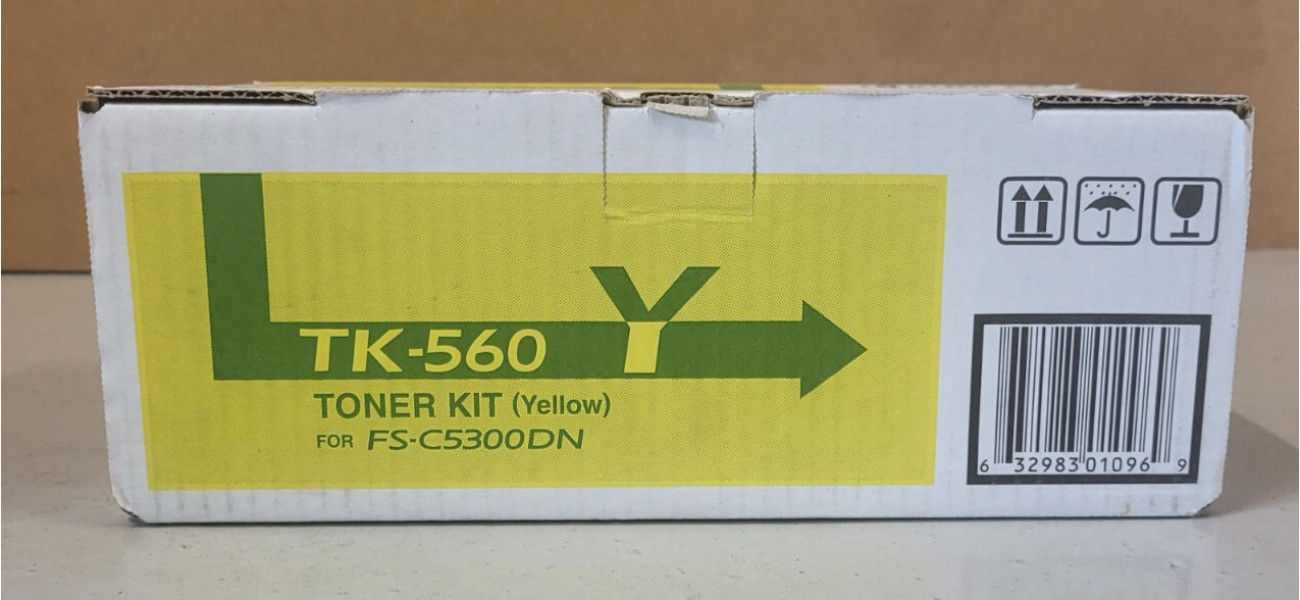 TK-560 Y
TONER KIT (Yellow)
FOR FS-C5300DN
6 32983 01096 9